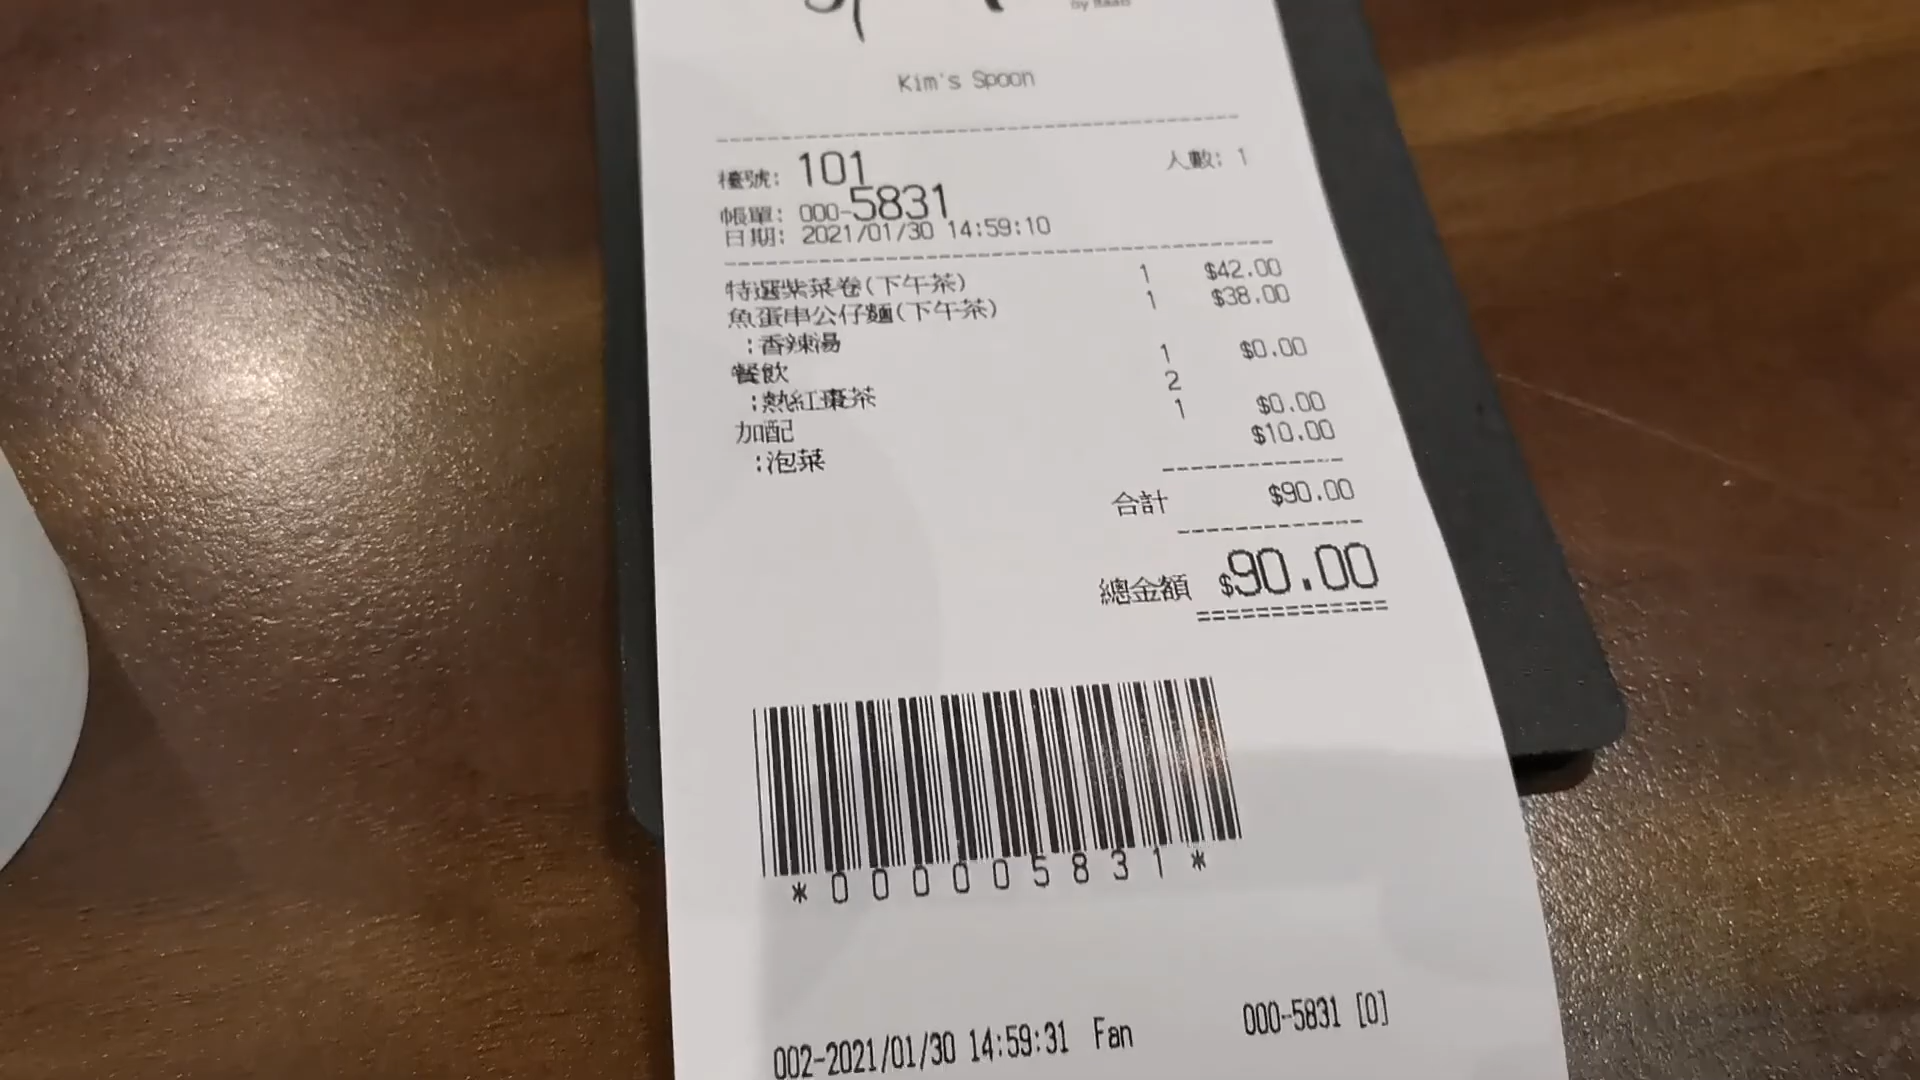 Kim's Spoon
檯號: 101 人數: 1
帳單: 000-5831
日期: 2021/01/30 14:59:10
特選紫菜卷(下午茶) 1 $42.00
魚蛋串公仔麵(下午茶) 1 $38.00
:香辣湯 1 $0.00
餐飲 2
:熱紅棗茶 1 $0.00
加配 $10.00
:泡菜
合計 $90.00
總金額 $90.00
*000005831*
002-2021/01/30 14:59:31 Fan 000-5831 [0]